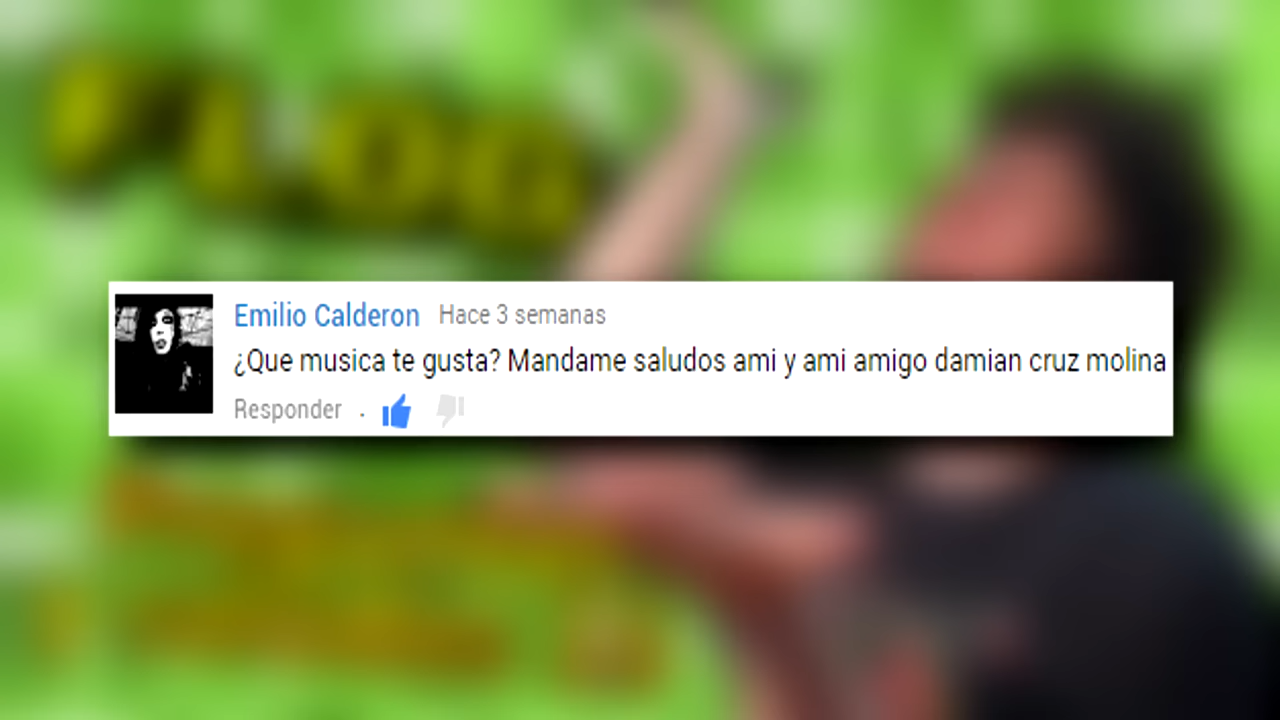 Emilio Calderon Hace 3 semanas
¿Que musica te gusta? Mandame saludos ami y ami amigo damian cruz molina
Responder .